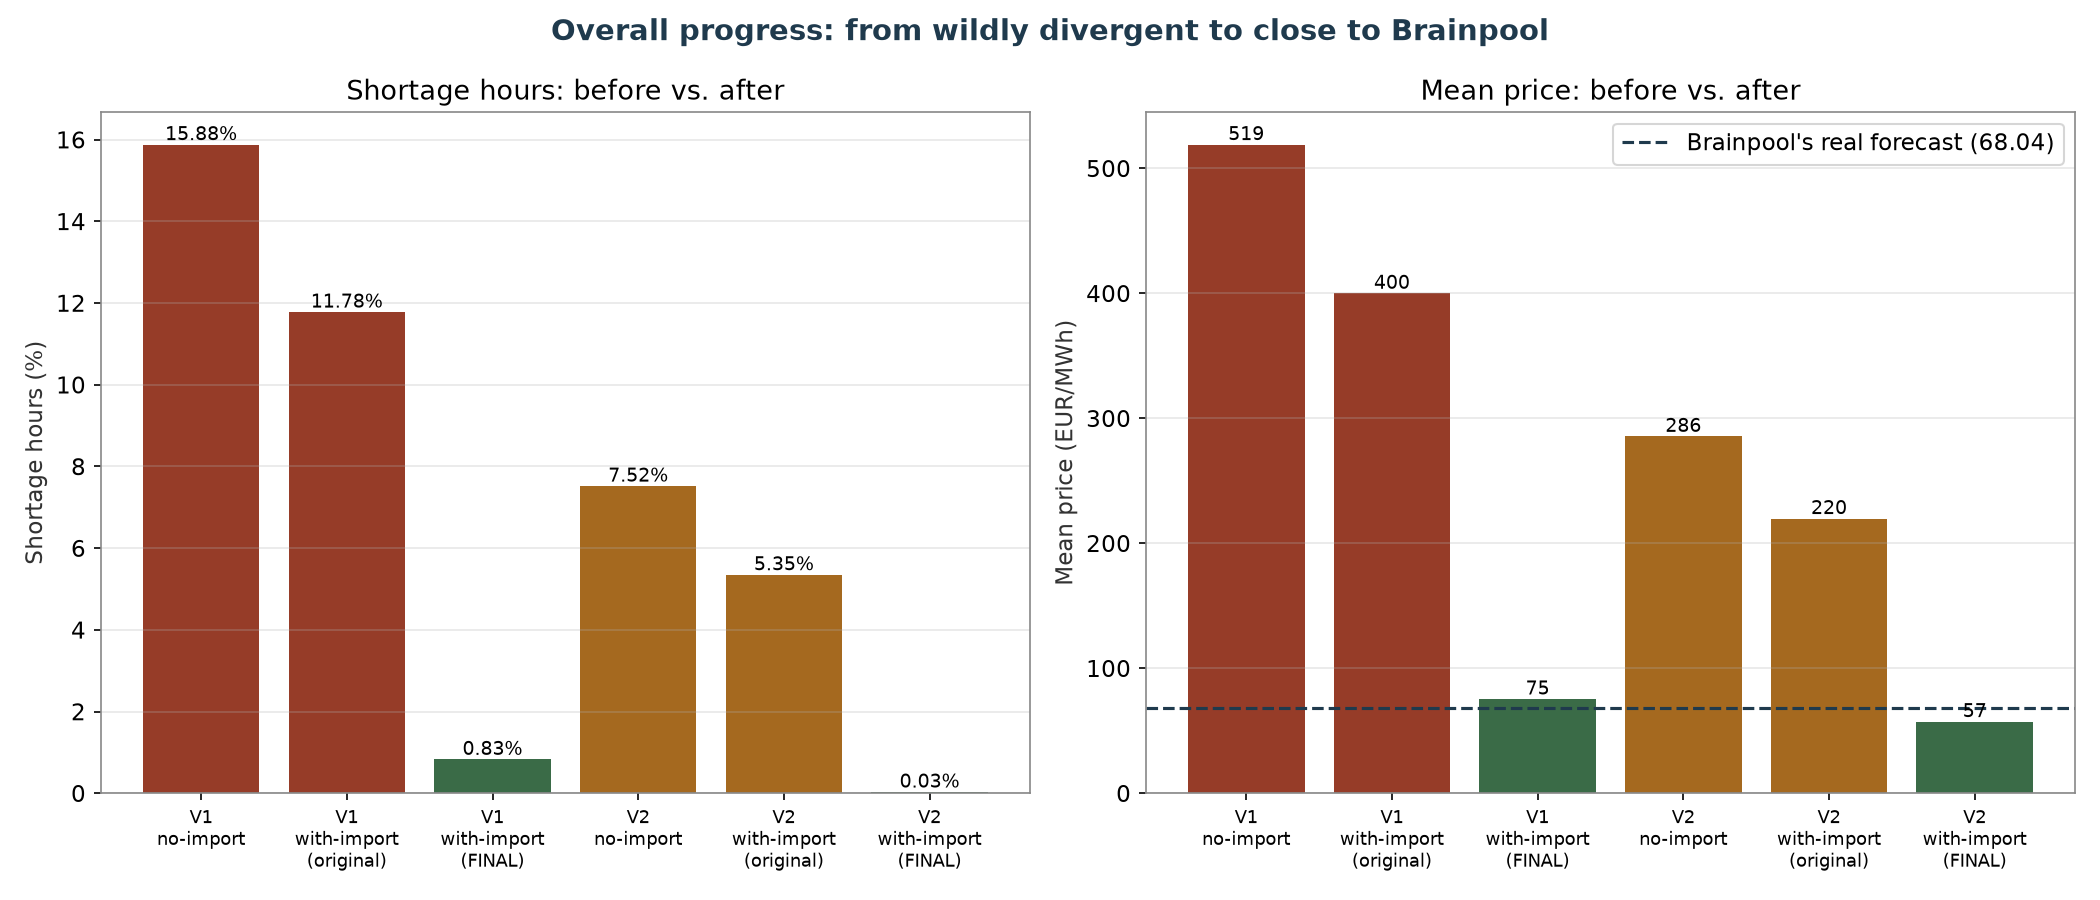 Overall progress: from wildly divergent to close to Brainpool
Shortage hours: before vs. after
Shortage hours (%)
16
14
12
10
8
6
4
2
0
15.88%
11.78%
0.83%
7.52%
5.35%
0.03%
V1
no-import
V1
with-import
(original)
V1
with-import
(FINAL)
V2
no-import
V2
with-import
(original)
V2
with-import
(FINAL)
Mean price: before vs. after
Brainpool's real forecast (68.04)
Mean price (EUR/MWh)
500
400
300
200
100
0
519
400
75
286
220
57
V1
no-import
V1
with-import
(original)
V1
with-import
(FINAL)
V2
no-import
V2
with-import
(original)
V2
with-import
(FINAL)